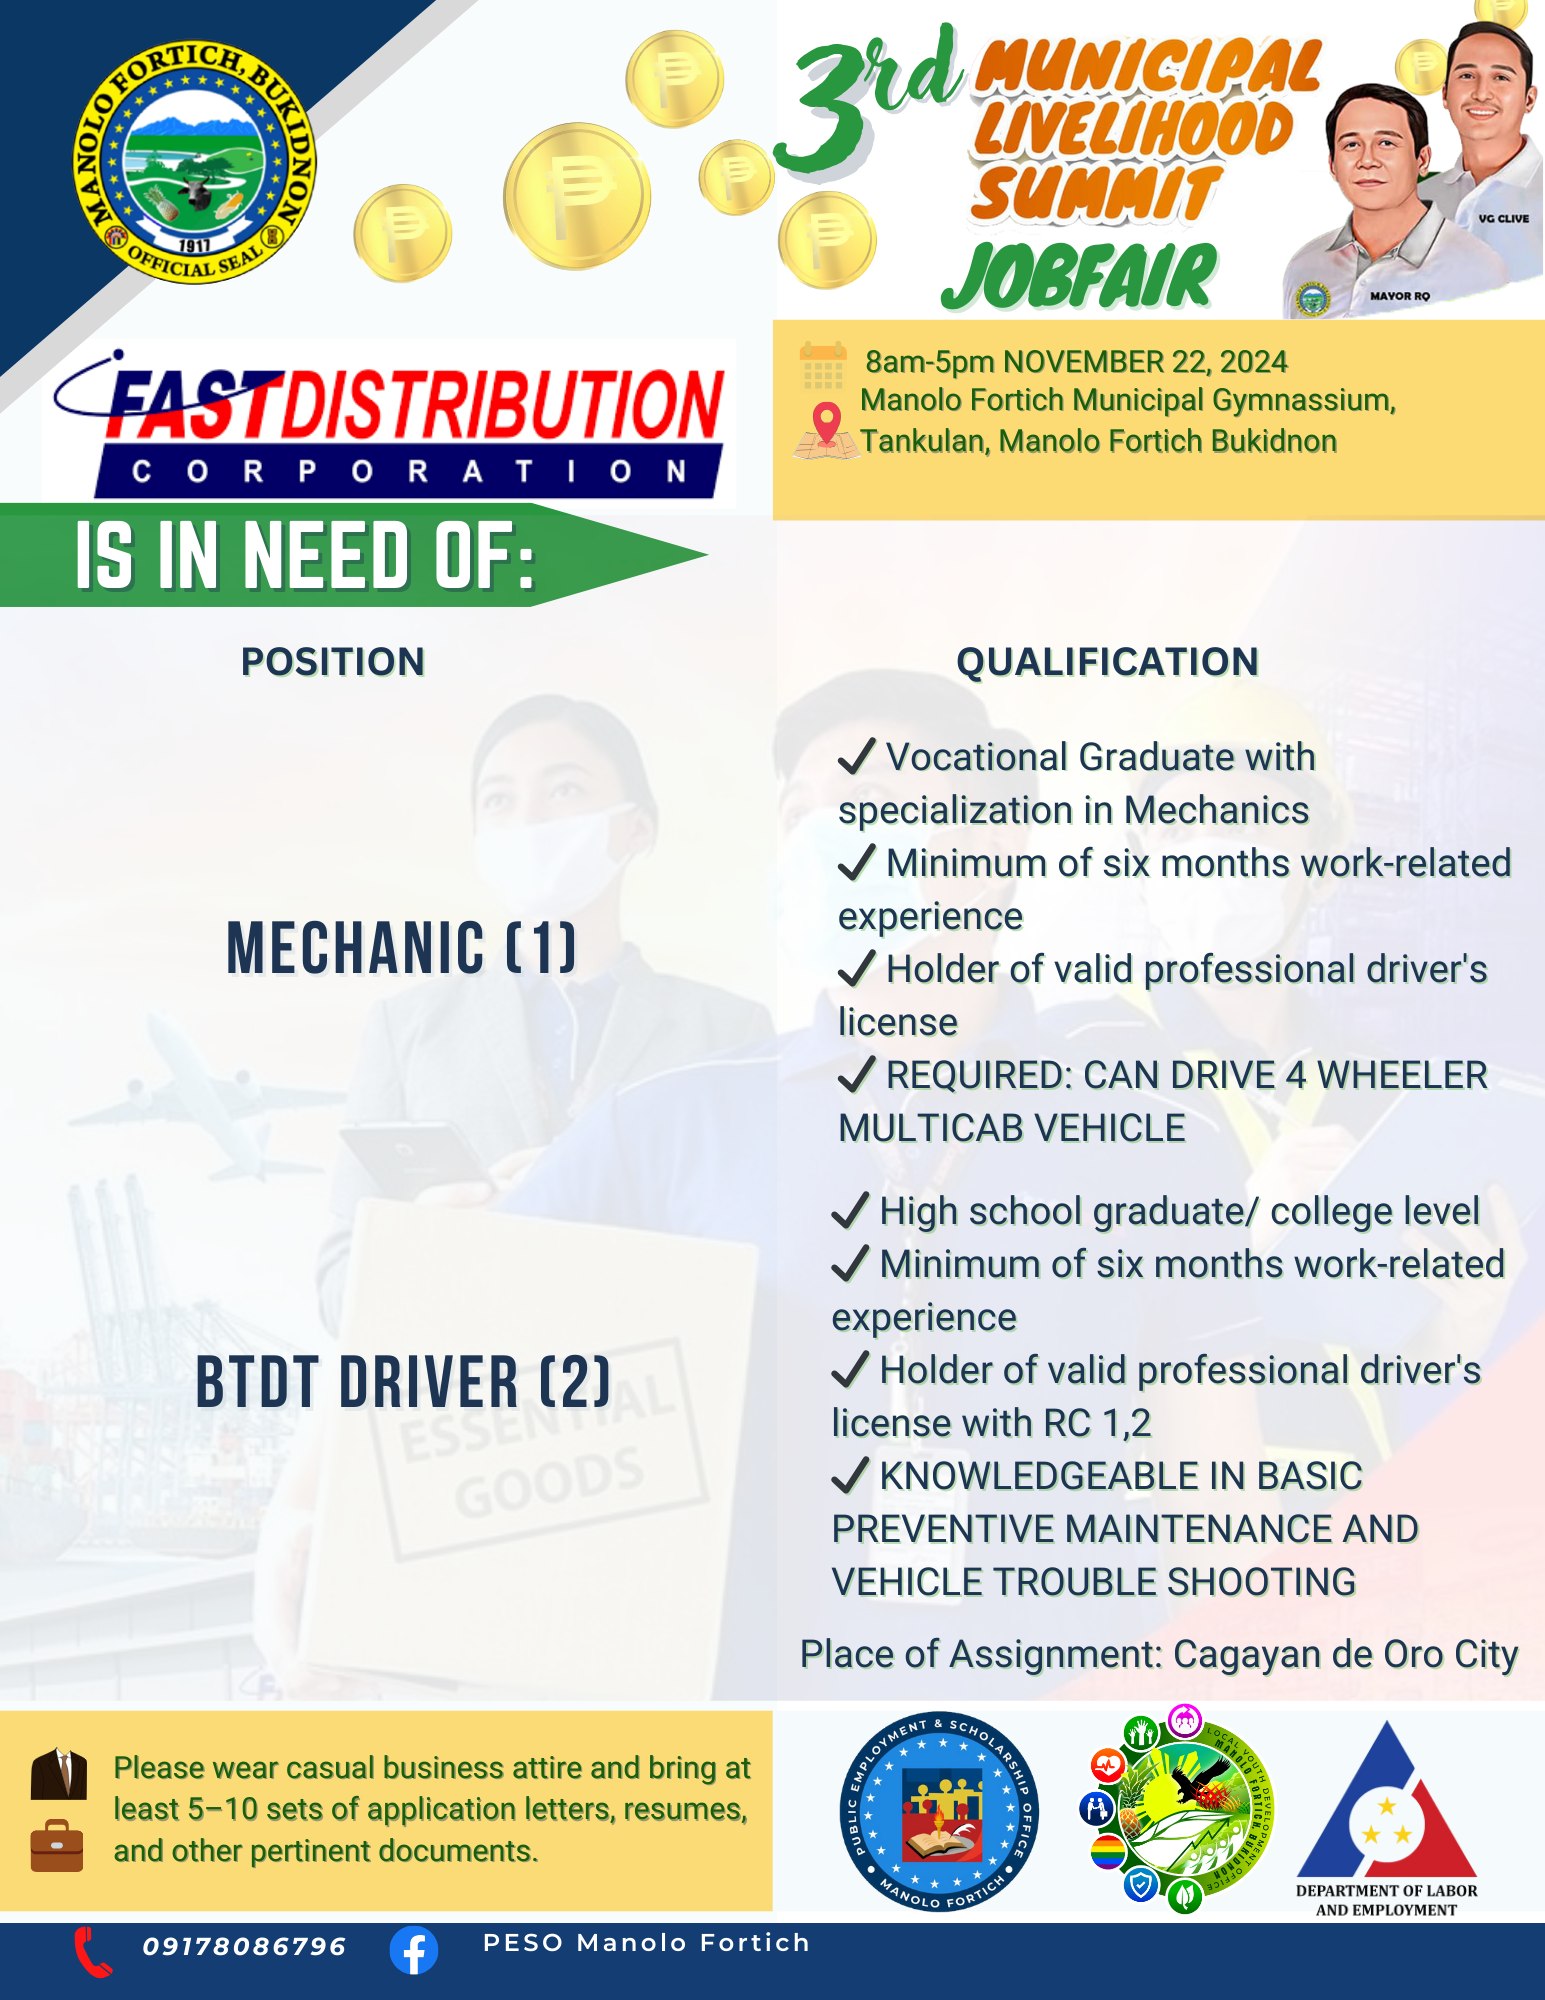 MANOLO FORTICH, BUKIDNON
1917
OFFICIAL SEAL
3rd MUNICIPAL
LIVELIHOOD
SUMMIT
JOBFAIR
VG CLIVE
MAYOR RQ
FASTDISTRIBUTION
CORPORATION
8am-5pm NOVEMBER 22, 2024
Manolo Fortich Municipal Gymnassium,
Tankulan, Manolo Fortich Bukidnon
IS IN NEED OF:
POSITION
QUALIFICATION
MECHANIC (1)
✔ Vocational Graduate with
specialization in Mechanics
✔ Minimum of six months work-related
experience
✔ Holder of valid professional driver's
license
✔ REQUIRED: CAN DRIVE 4 WHEELER
MULTICAB VEHICLE
BTDT DRIVER (2)
✔ High school graduate/ college level
✔ Minimum of six months work-related
experience
✔ Holder of valid professional driver's
license with RC 1,2
✔ KNOWLEDGEABLE IN BASIC
PREVENTIVE MAINTENANCE AND
VEHICLE TROUBLE SHOOTING
ESSENTIAL
GOODS
Place of Assignment: Cagayan de Oro City
Please wear casual business attire and bring at
least 5–10 sets of application letters, resumes,
and other pertinent documents.
PUBLIC EMPLOYMENT & SCHOLARSHIP OFFICE
MANOLO FORTICH
LOCAL YOUTH DEVELOPMENT OFFICE
MANOLO FORTICH, BUKIDNON
DEPARTMENT OF LABOR
AND EMPLOYMENT
09178086796
PESO Manolo Fortich